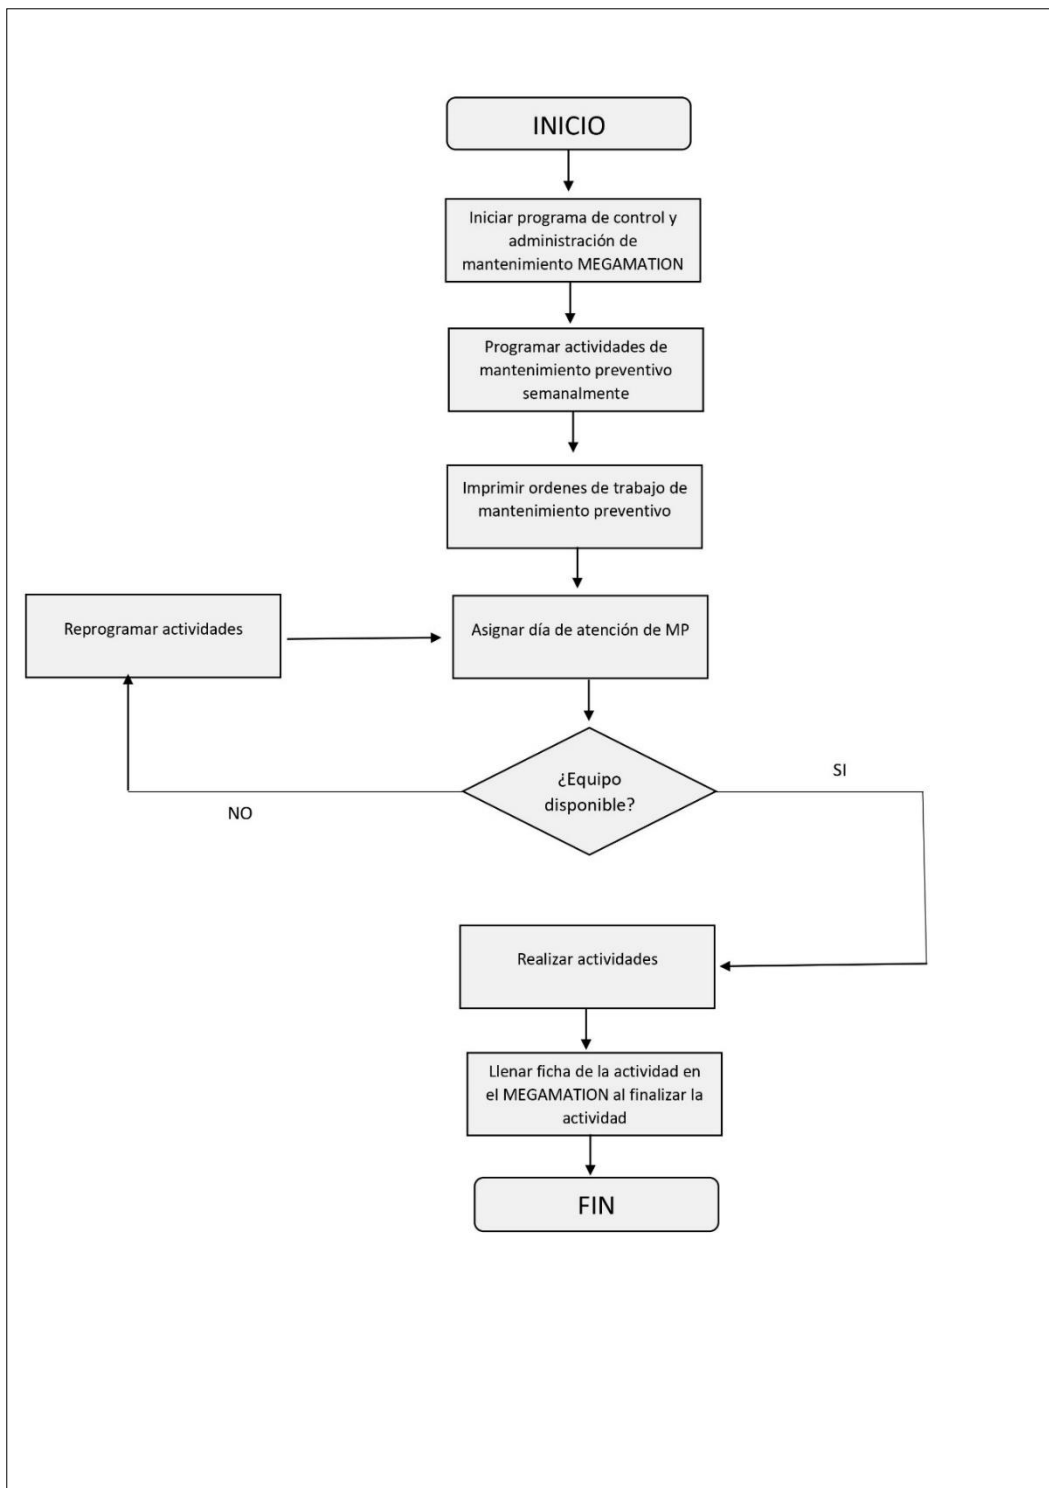 INICIO
Iniciar programa de control y
administración de
mantenimiento MEGAMATION
Programar actividades de
mantenimiento preventivo
semanalmente
Imprimir ordenes de trabajo de
mantenimiento preventivo
Reprogramar actividades
Asignar día de atención de MP
¿Equipo
disponible?
SI
NO
Realizar actividades
Llenar ficha de la actividad en
el MEGAMATION al finalizar la
actividad
FIN